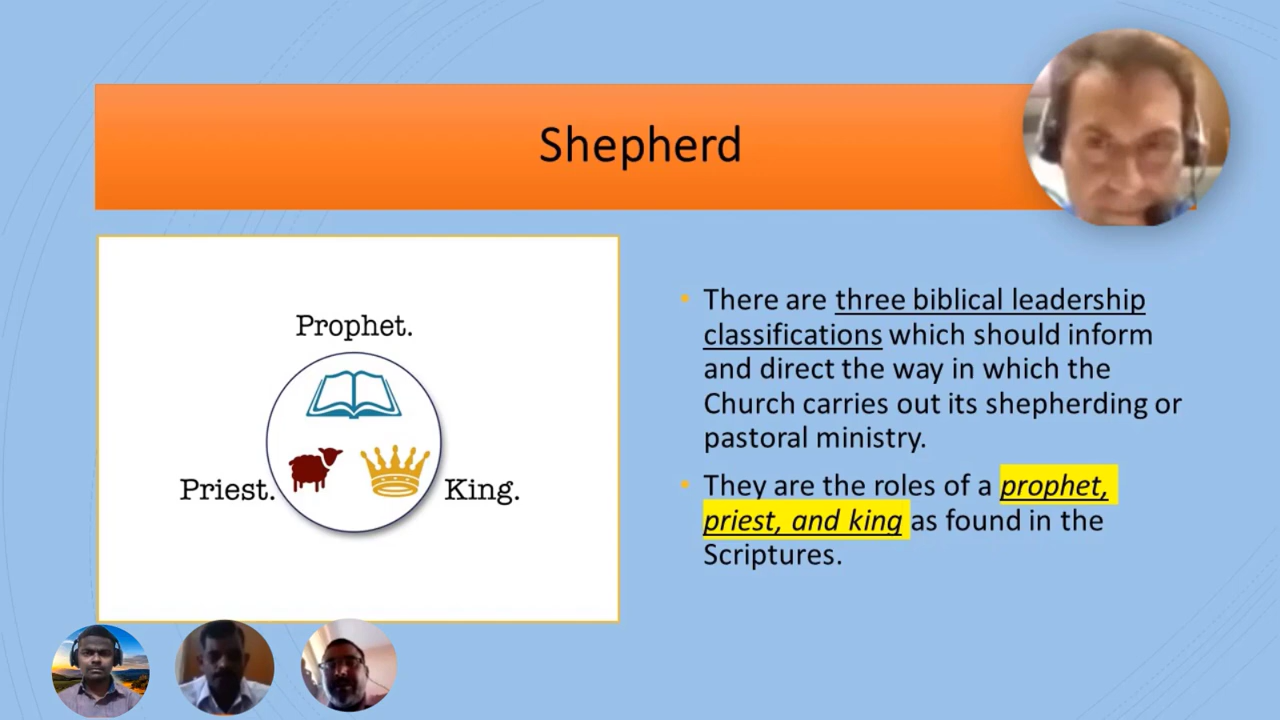 Shepherd
Prophet.
Priest.
King.
There are three biblical leadership
classifications which should inform
and direct the way in which the
Church carries out its shepherding or
pastoral ministry.
They are the roles of a prophet,
priest, and king as found in the
Scriptures.